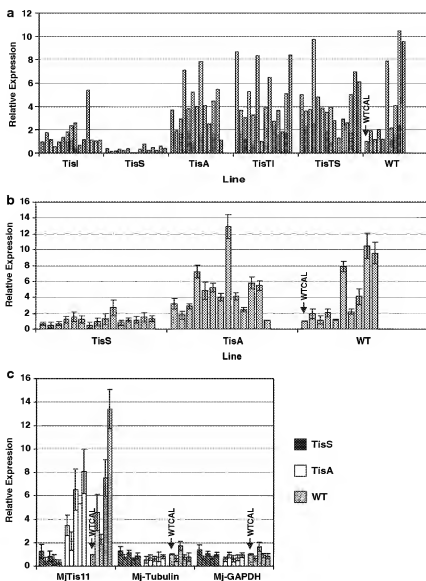 a
Relative Expression
12
10
8
6
4
2
0
WTCAL
TisI TisS TisA TisTI TisTS WT
Line
b
Relative Expression
16
14
12
10
8
6
4
2
0
WTCAL
TisS TisA WT
Line
c
Relative Expression
16
14
12
10
8
6
4
2
0
WTCAL
WTCAL
WTCAL
MjTis11 Mj-Tubulin Mj-GAPDH
TisS
TisA
WT